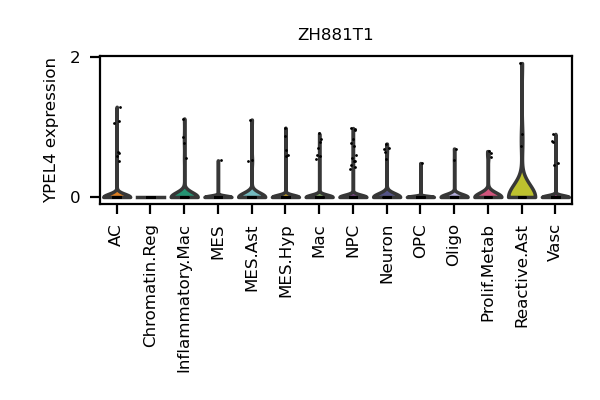 ZH881T1
YPEL4 expression
2
0
AC
Chromatin.Reg
Inflammatory.Mac
MES
MES.Ast
MES.Hyp
Mac
NPC
Neuron
OPC
Oligo
Prolif.Metab
Reactive.Ast
Vasc